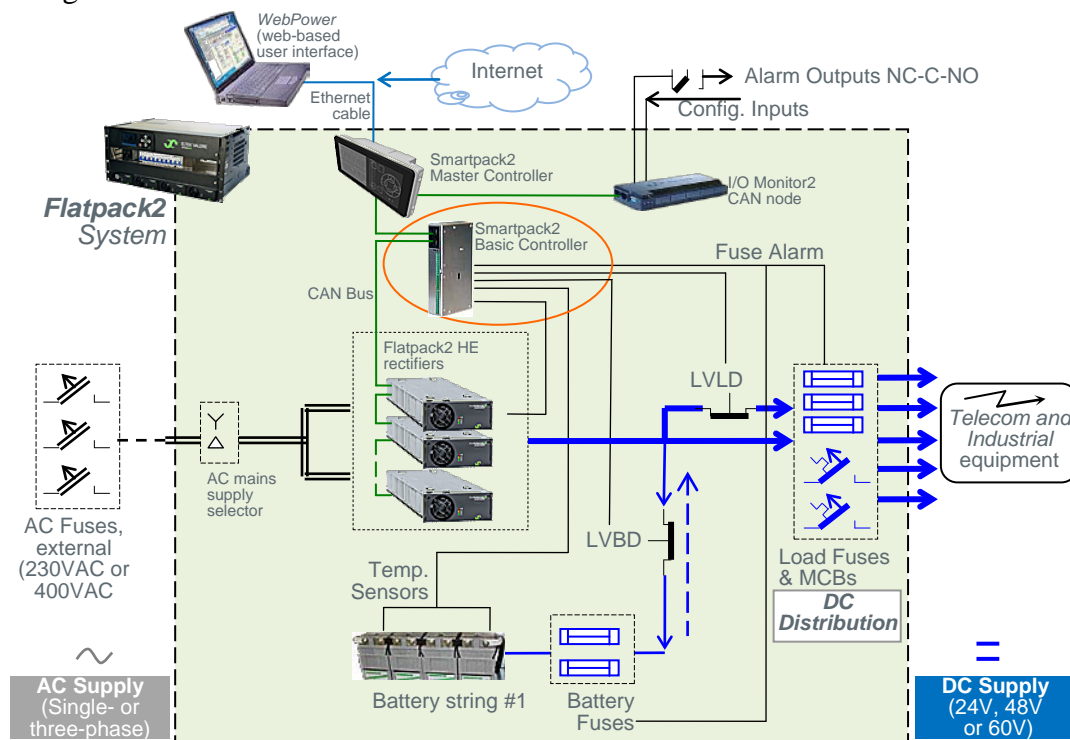 WebPower
(web-based
user interface)
Internet
Ethernet
cable
Alarm Outputs NC-C-NO
Config. Inputs
Smartpack2
Master Controller
I/O Monitor2
CAN node
Flatpack2
System
Smartpack2
Basic Controller
Fuse Alarm
CAN Bus
Flatpack2 HE
rectifiers
LVLD
Telecom and
Industrial
equipment
AC mains
supply
selector
AC Fuses,
external
(230VAC or
400VAC
LVBD
Load Fuses
& MCBs
DC
Distribution
Temp.
Sensors
Battery string #1
Battery
Fuses
AC Supply
(Single- or
three-phase)
DC Supply
(24V, 48V
or 60V)